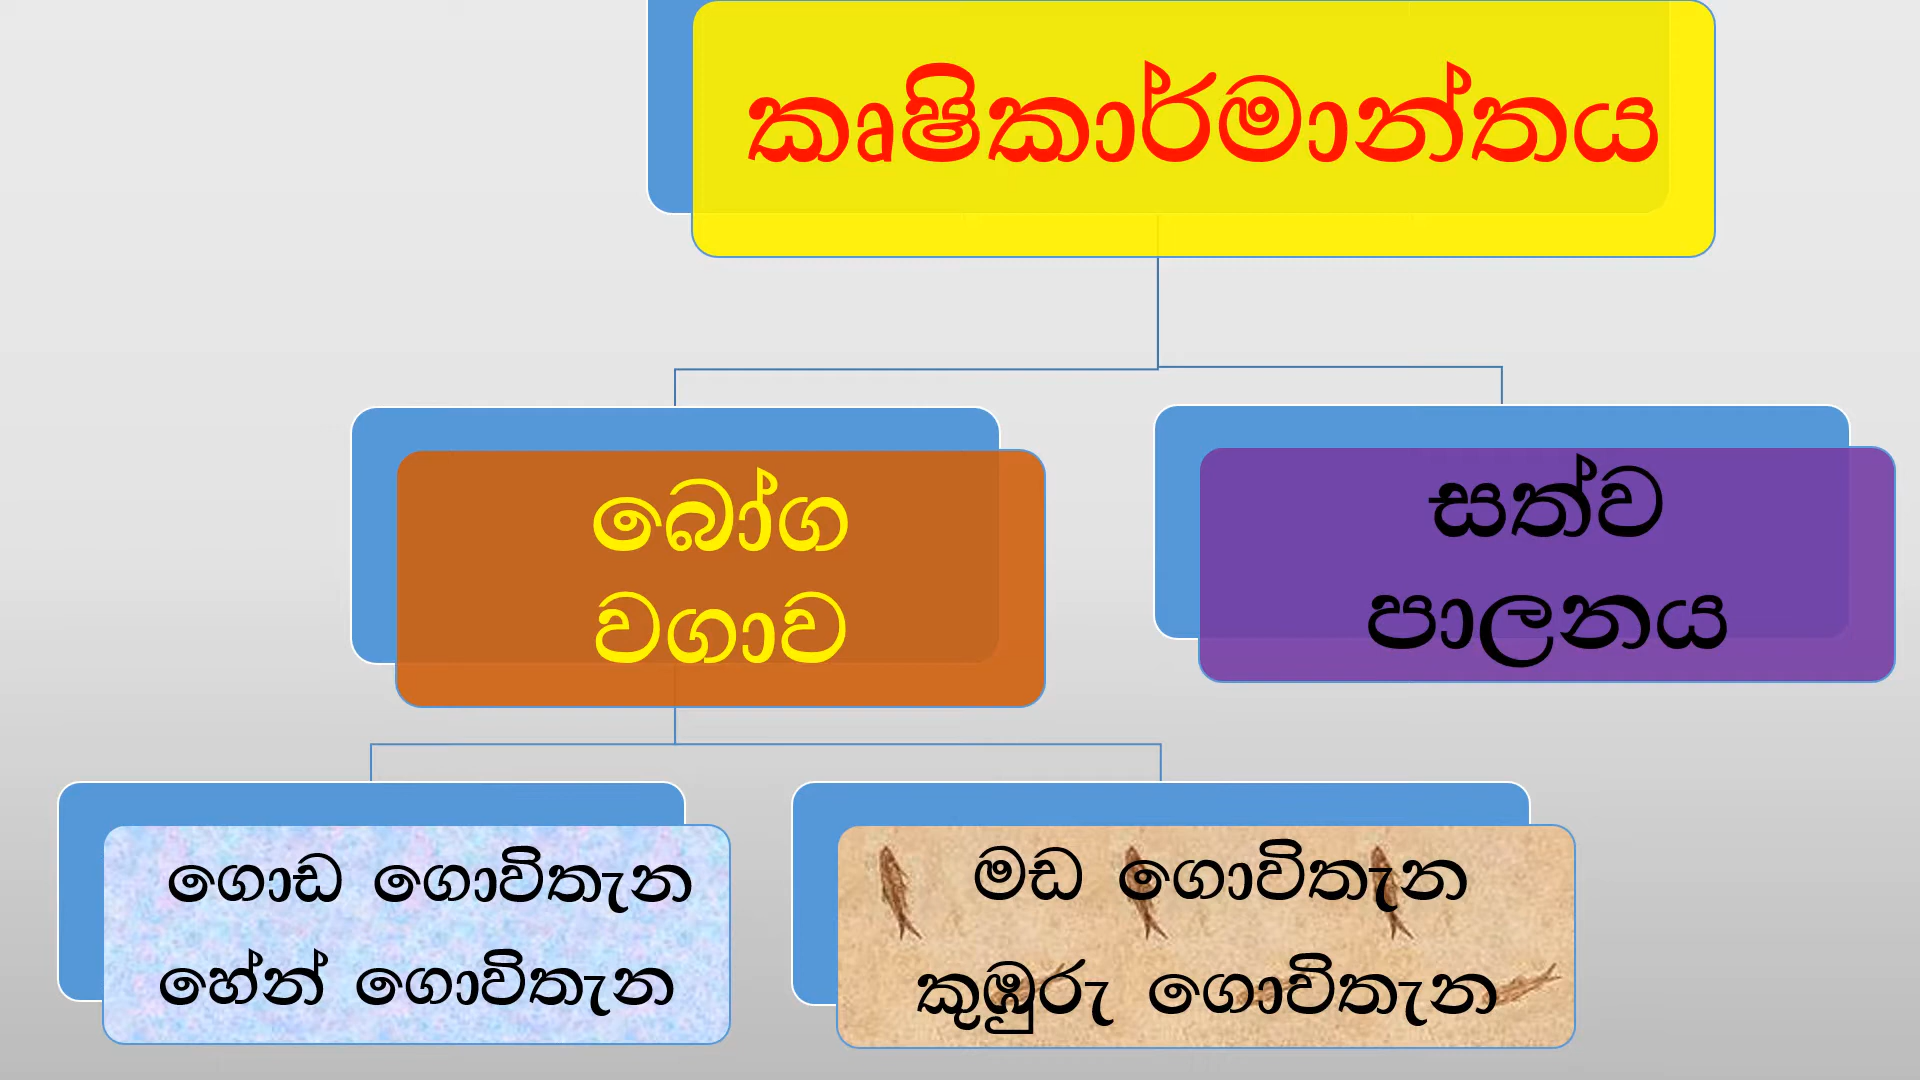 කෘෂිකාර්මාන්තය
බෝග
වගාව
සත්ව
පාලනය
ගොඩ ගොවිතැන
හේන් ගොවිතැන
මඩ ගොවිතැන
කුඹුරු ගොවිතැන